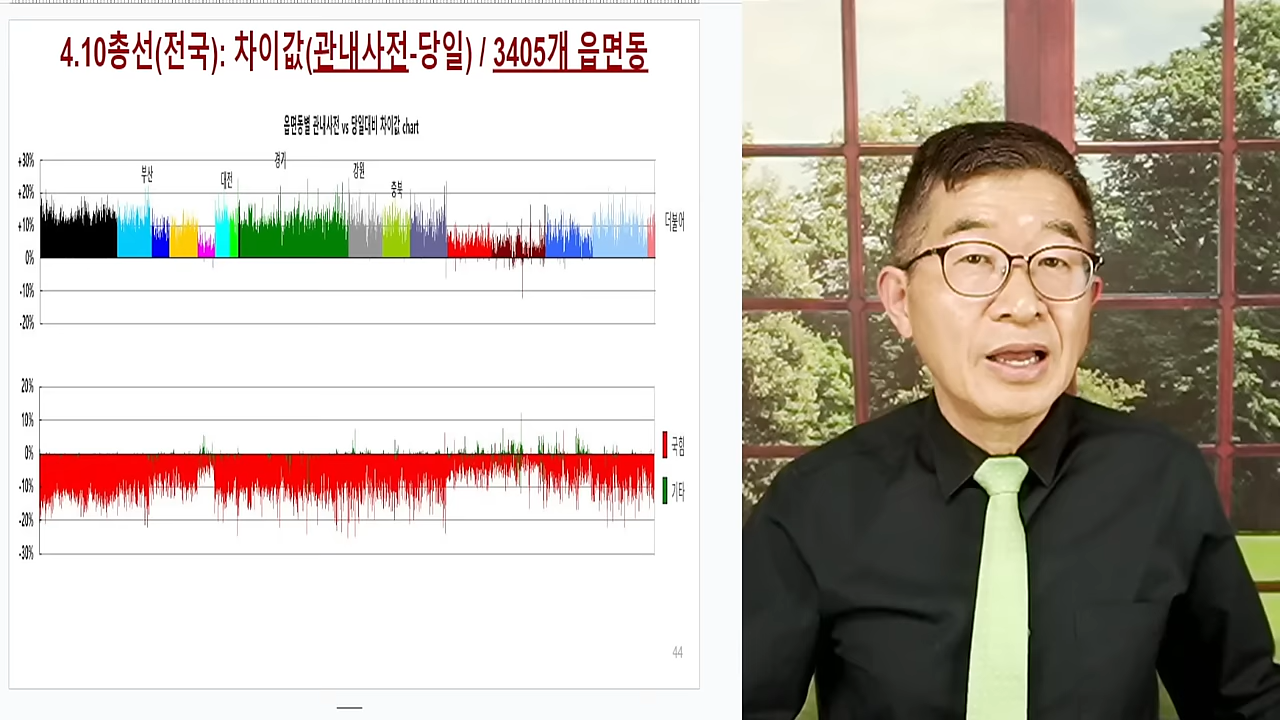 4.10총선(전국): 차이값(관내사전-당일) / 3405개 읍면동
읍면동별 관내사전 vs 당일대비 차이값 chart
+30%
+20%
+10%
0%
-10%
-20%
부산
대전
경기
강원
충북
더불어
20%
10%
0%
-10%
-20%
-30%
국힘
기타
44